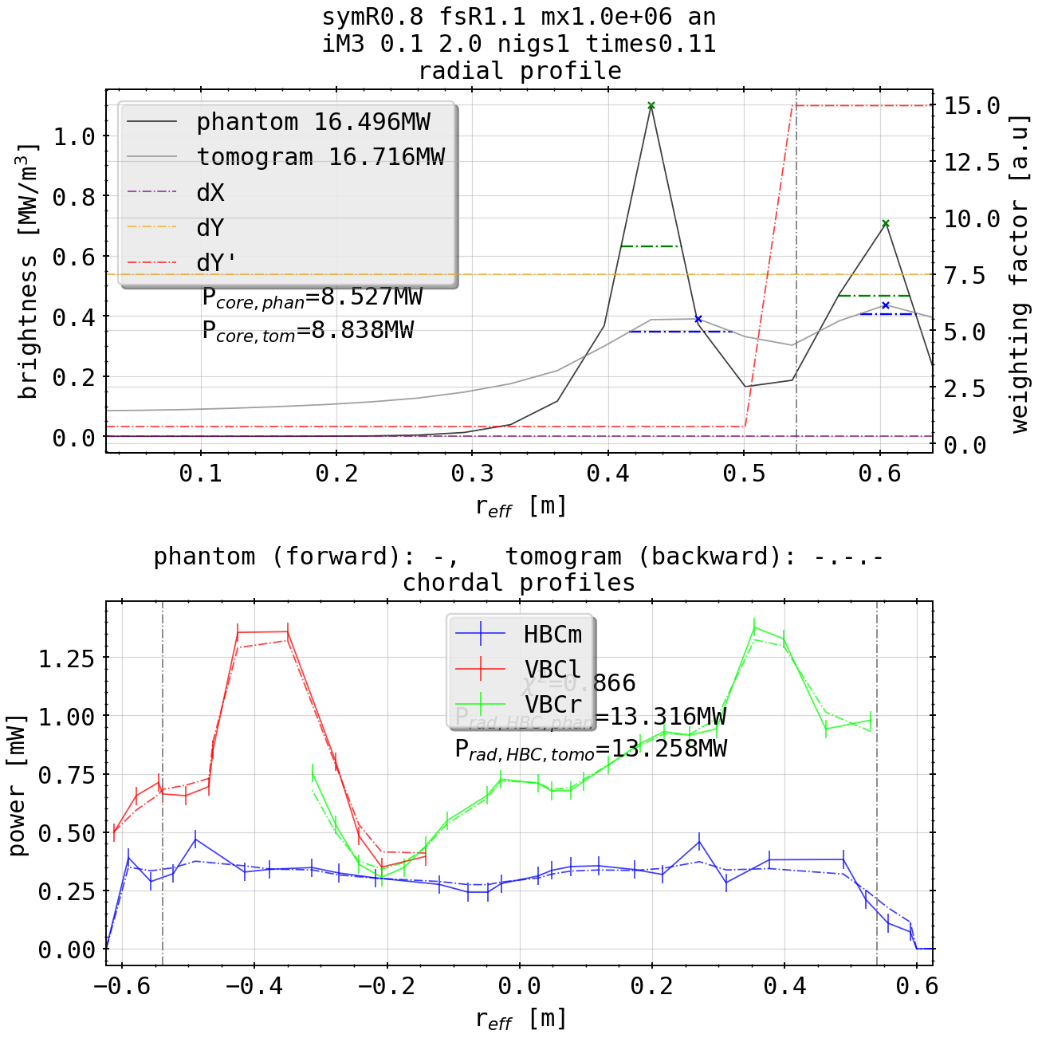 symR0.8 fsR1.1 mx1.0e+06 an
iM3 0.1 2.0 nigs1 times0.11
radial profile
phantom 16.496MW
tomogram 16.716MW
dX
dY
dY'
P_core,phan=8.527MW
P_core,tom=8.838MW
brightness [MW/m³]
0.0
0.2
0.4
0.6
0.8
1.0
weighting factor [a.u]
0.0
2.5
5.0
7.5
10.0
12.5
15.0
0.1 0.2 0.3 0.4 0.5 0.6
r_eff [m]
phantom (forward): -,   tomogram (backward): -.-.-
chordal profiles
HBCm
VBCl
VBCr
=0.866
P_rad,HBC,phan=13.316MW
P_rad,HBC,tomo=13.258MW
power [mW]
0.00
0.25
0.50
0.75
1.00
1.25
−0.6 −0.4 −0.2 0.0 0.2 0.4 0.6
r_eff [m]